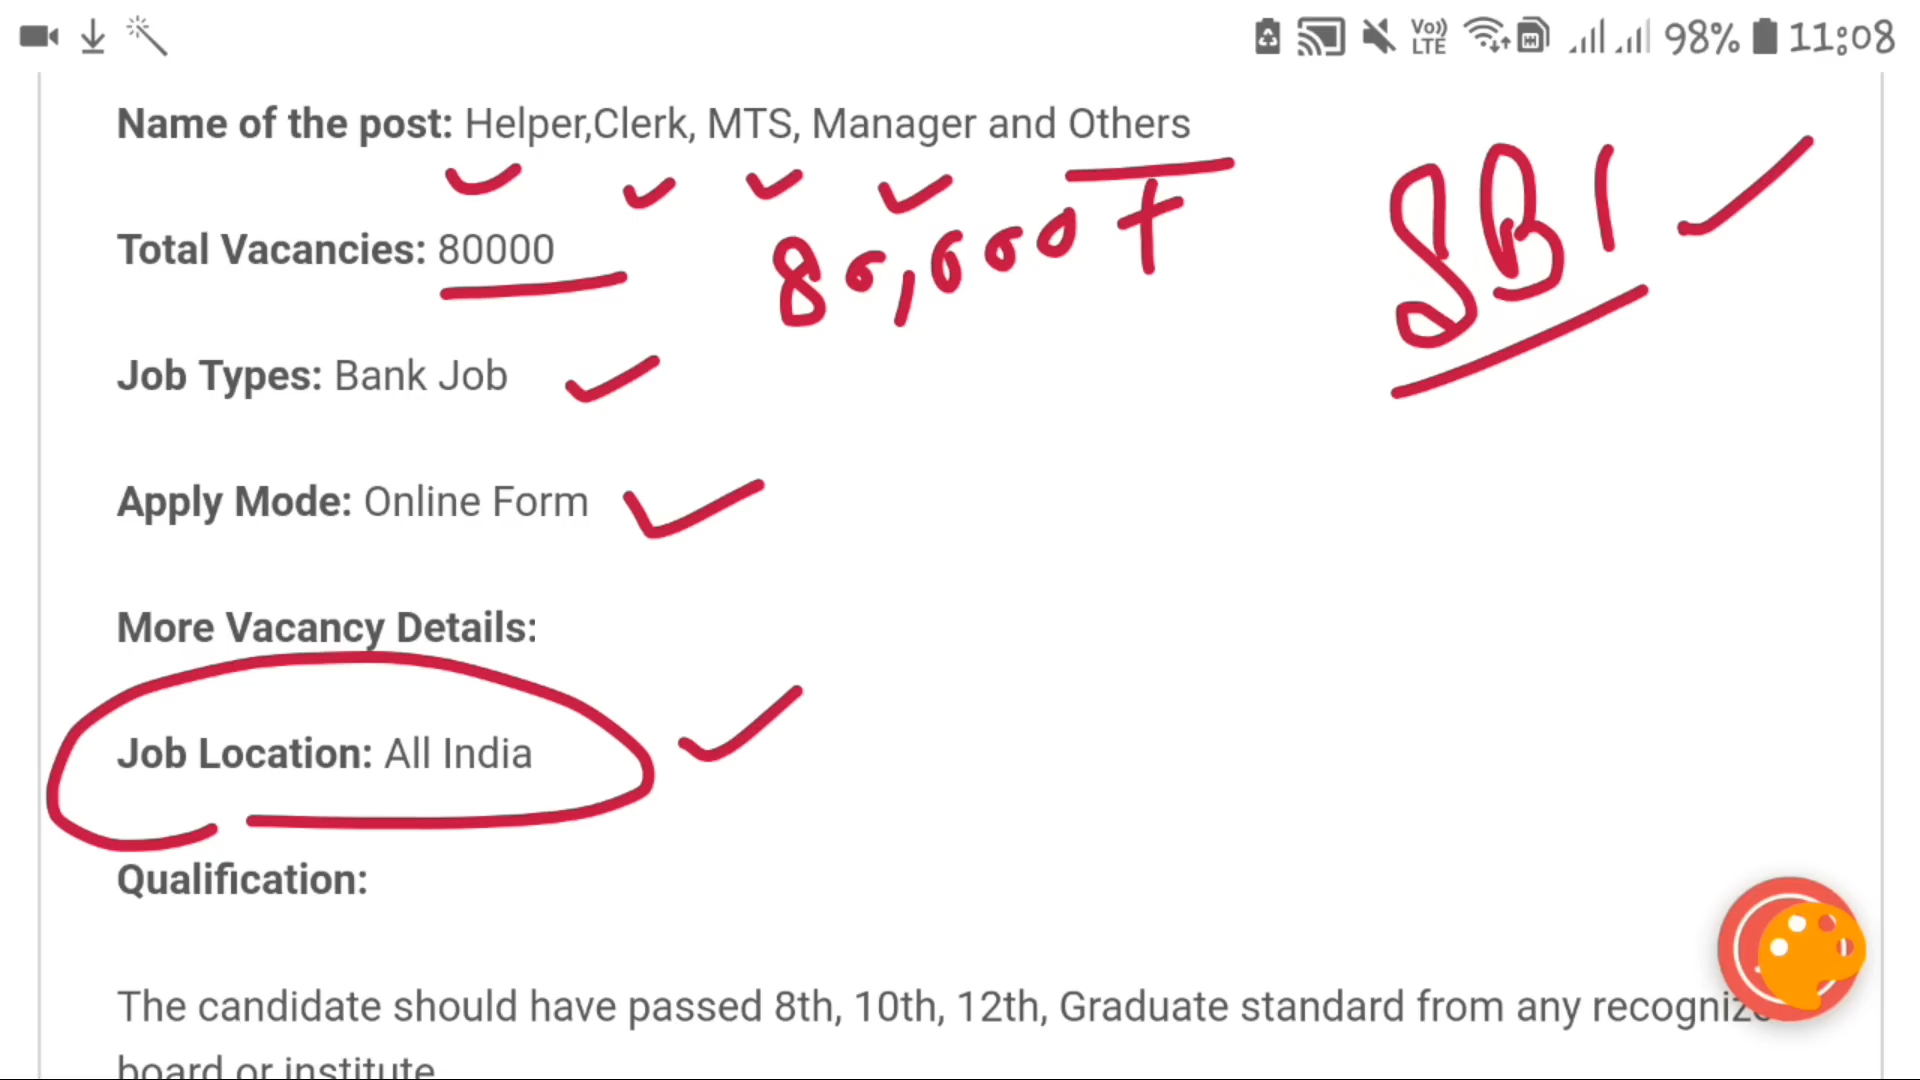 Vo)) LTE 98% 11:08
Name of the post: Helper,Clerk, MTS, Manager and Others
SBI
Total Vacancies: 80000
80,000+
Job Types: Bank Job
Apply Mode: Online Form
More Vacancy Details:
Job Location: All India
Qualification:
The candidate should have passed 8th, 10th, 12th, Graduate standard from any recogniz
board or institute